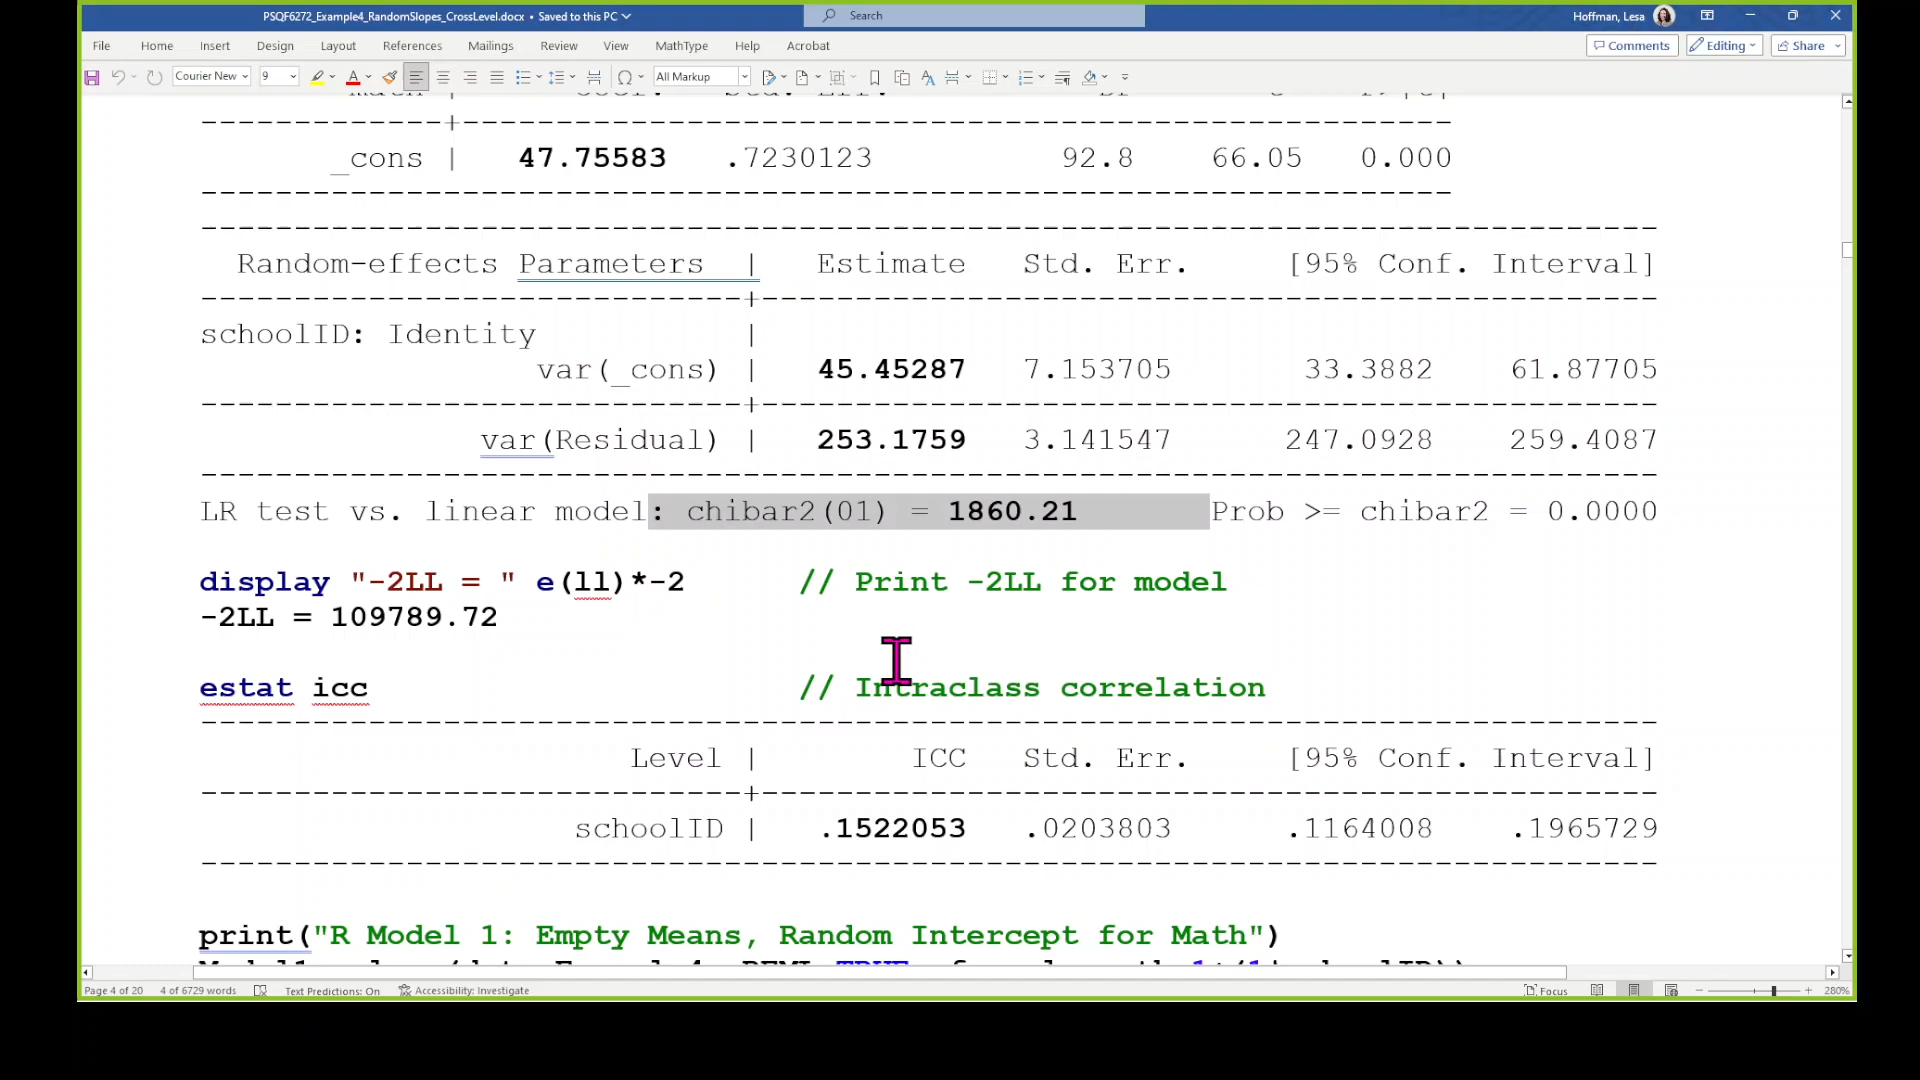 PSQF6272_Example4_RandomSlopes_CrossLevel.docx • Saved to this PC
Search
Hoffman, Lesa
File Home Insert Design Layout References Mailings Review View MathType Help Acrobat
Comments Editing Share
Courier New 9 All Markup
-------------+------------------------------------------------------
_cons | 47.75583 .7230123 92.8 66.05 0.000
--------------------------------------------------------------------
------------------------------------------------------------------------------
Random-effects Parameters | Estimate Std. Err. [95% Conf. Interval]
-----------------------------+------------------------------------------------
schoolID: Identity |
var(_cons) | 45.45287 7.153705 33.3882 61.87705
-----------------------------+------------------------------------------------
var(Residual) | 253.1759 3.141547 247.0928 259.4087
------------------------------------------------------------------------------
LR test vs. linear model: chibar2(01) = 1860.21 Prob >= chibar2 = 0.0000
display "-2LL = " e(ll)*-2 // Print -2LL for model
-2LL = 109789.72
estat icc // Intraclass correlation
------------------------------------------------------------------------------
Level | ICC Std. Err. [95% Conf. Interval]
-----------------------------+------------------------------------------------
schoolID | .1522053 .0203803 .1164008 .1965729
------------------------------------------------------------------------------
print("R Model 1: Empty Means, Random Intercept for Math")
Page 4 of 20 4 of 6729 words Text Predictions: On Accessibility: Investigate Focus 280%